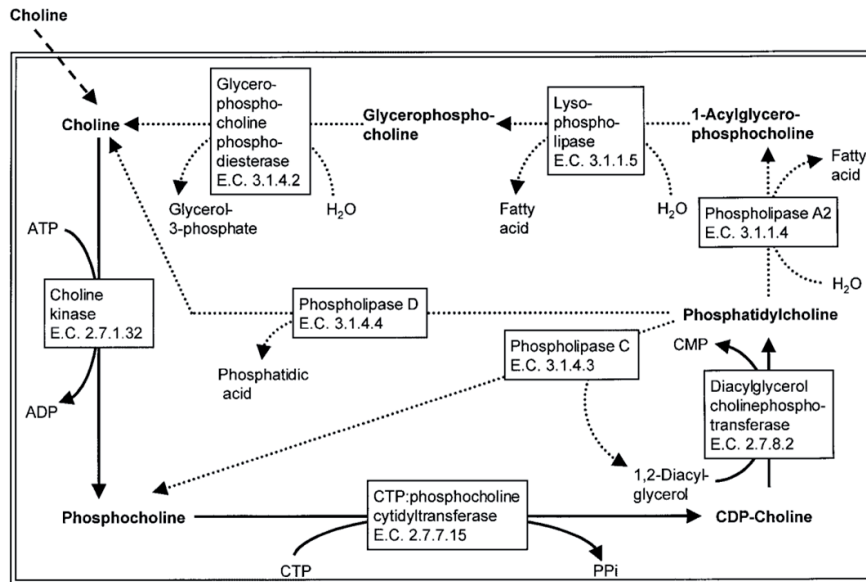 Choline
Glycero-
phospho-
choline
phospho-
diesterase
E.C. 3.1.4.2
Choline
Glycerophospho-
choline
Lyso-
phospho-
lipase
E.C. 3.1.1.5
1-Acylglycero-
phosphocholine
Fatty
acid
Glycerol-
3-phosphate
H2O
Fatty
acid
H2O
Phospholipase A2
E.C. 3.1.1.4
ATP
H2O
Choline
kinase
E.C. 2.7.1.32
Phospholipase D
E.C. 3.1.4.4
Phosphatidylcholine
Phospholipase C
E.C. 3.1.4.3
CMP
Phosphatidic
acid
ADP
Diacylglycerol
cholinephospho-
transferase
E.C. 2.7.8.2
1,2-Diacyl-
glycerol
Phosphocholine
CTP:phosphocholine
cytidyltransferase
E.C. 2.7.7.15
CDP-Choline
CTP
PPi